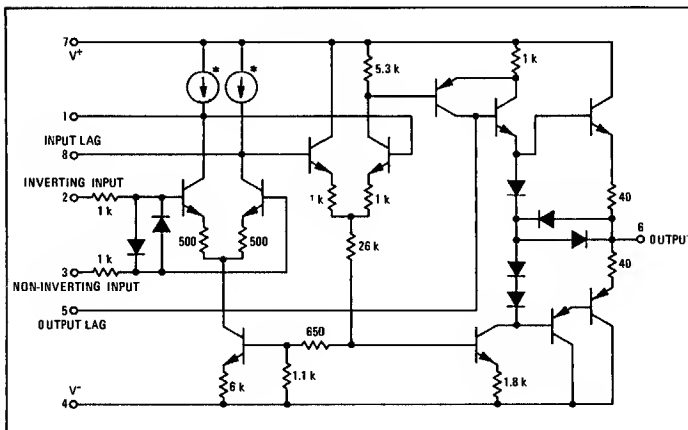 7
V+
*
*
5.3 k
1 k
1
INPUT LAG
8
INVERTING INPUT
2
1 k
1 k
1 k
40
6
OUTPUT
500
500
26 k
40
1 k
3
NON-INVERTING INPUT
5
OUTPUT LAG
650
1.1 k
6 k
1.8 k
V-
4